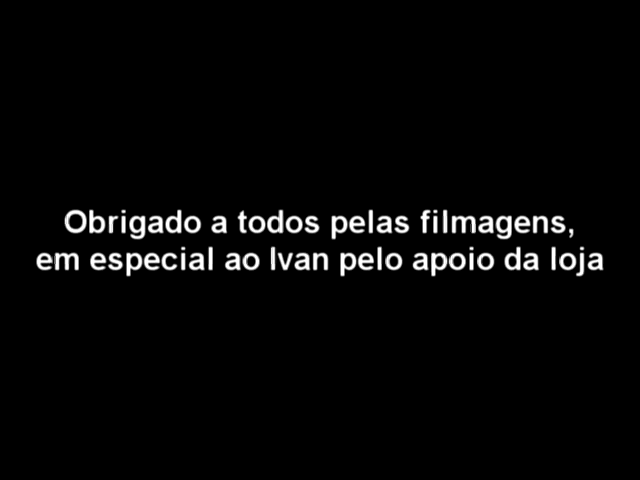 Obrigado a todos pelas filmagens,
em especial ao Ivan pelo apoio da loja